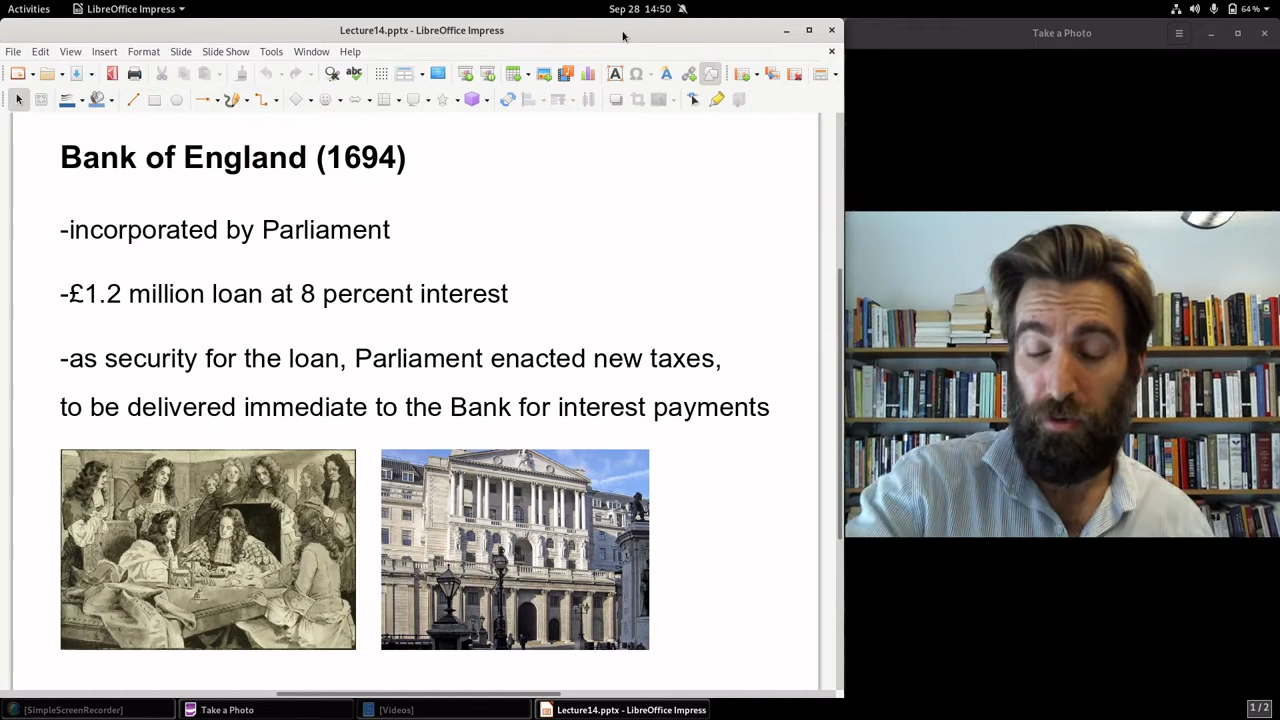 Activities
LibreOffice Impress
Sep 28 14:50
64 %
Lecture14.pptx - LibreOffice Impress
Take a Photo
File Edit View Insert Format Slide Slide Show Tools Window Help
abc
Bank of England (1694)
-incorporated by Parliament
-£1.2 million loan at 8 percent interest
-as security for the loan, Parliament enacted new taxes,
to be delivered immediate to the Bank for interest payments
[SimpleScreenRecorder]
Take a Photo
[Videos]
Lecture14.pptx - LibreOffice Impress
1 / 2